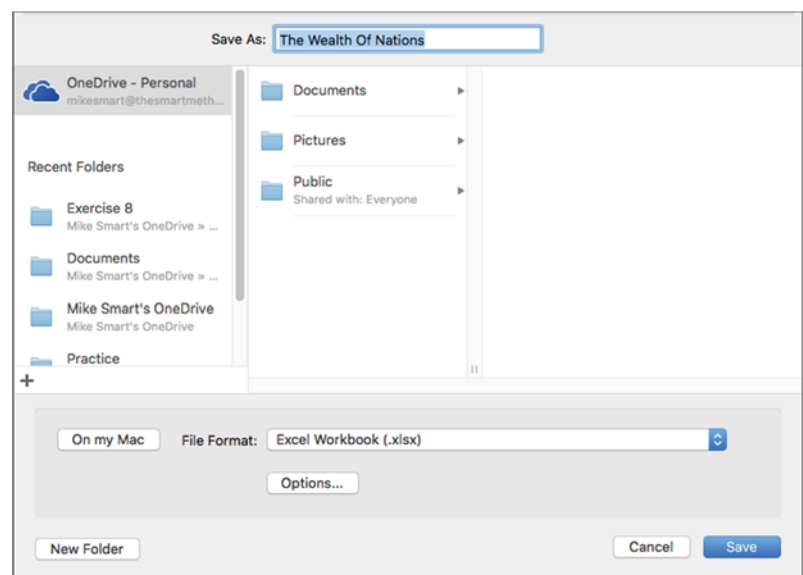 Save As: The Wealth Of Nations
OneDrive - Personal
mikesmart@thesmartmeth...
Recent Folders
Exercise 8
Mike Smart's OneDrive » ...
Documents
Mike Smart's OneDrive » ...
Mike Smart's OneDrive
Mike Smart's OneDrive
Practice
+
Documents
Pictures
Public
Shared with: Everyone
On my Mac File Format: Excel Workbook (.xlsx)
Options...
New Folder Cancel Save